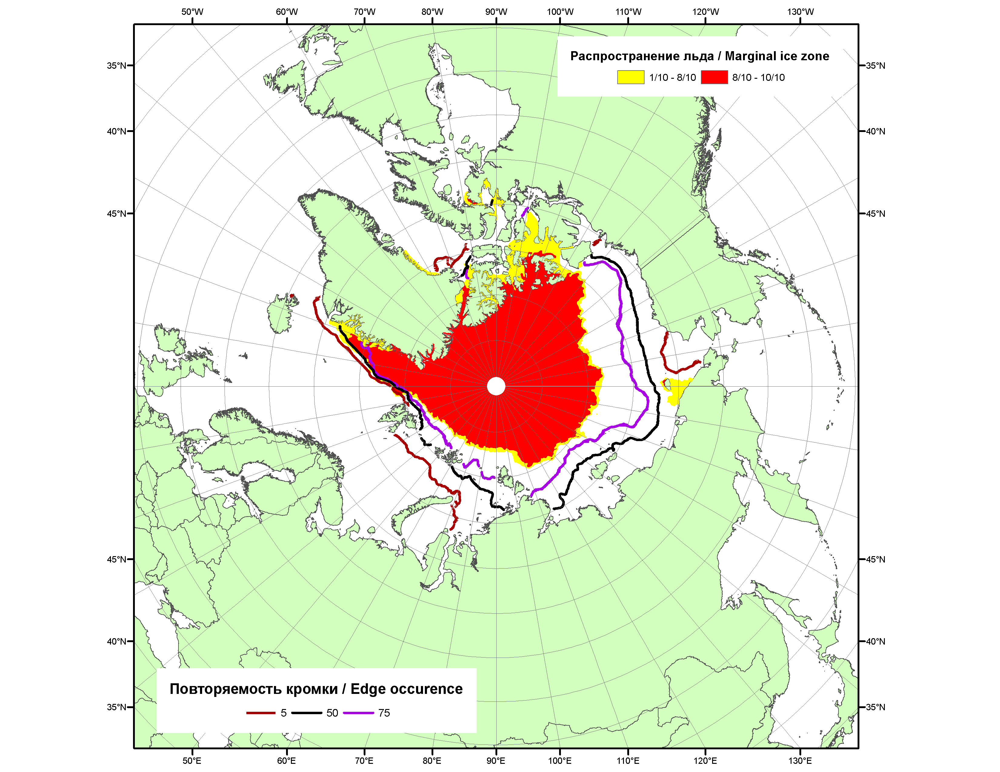 50°W 60°W 70°W 80°W 90°W 100°W 110°W 120°W 130°W
Распространение льда / Marginal ice zone
1/10 - 8/10 8/10 - 10/10
35°N 35°N
40°N 40°N
45°N 45°N
45°N 45°N
40°N 40°N
Повторяемость кромки / Edge occurence
35°N 35°N
5 50 75
50°E 60°E 70°E 80°E 90°E 100°E 110°E 120°E 130°E